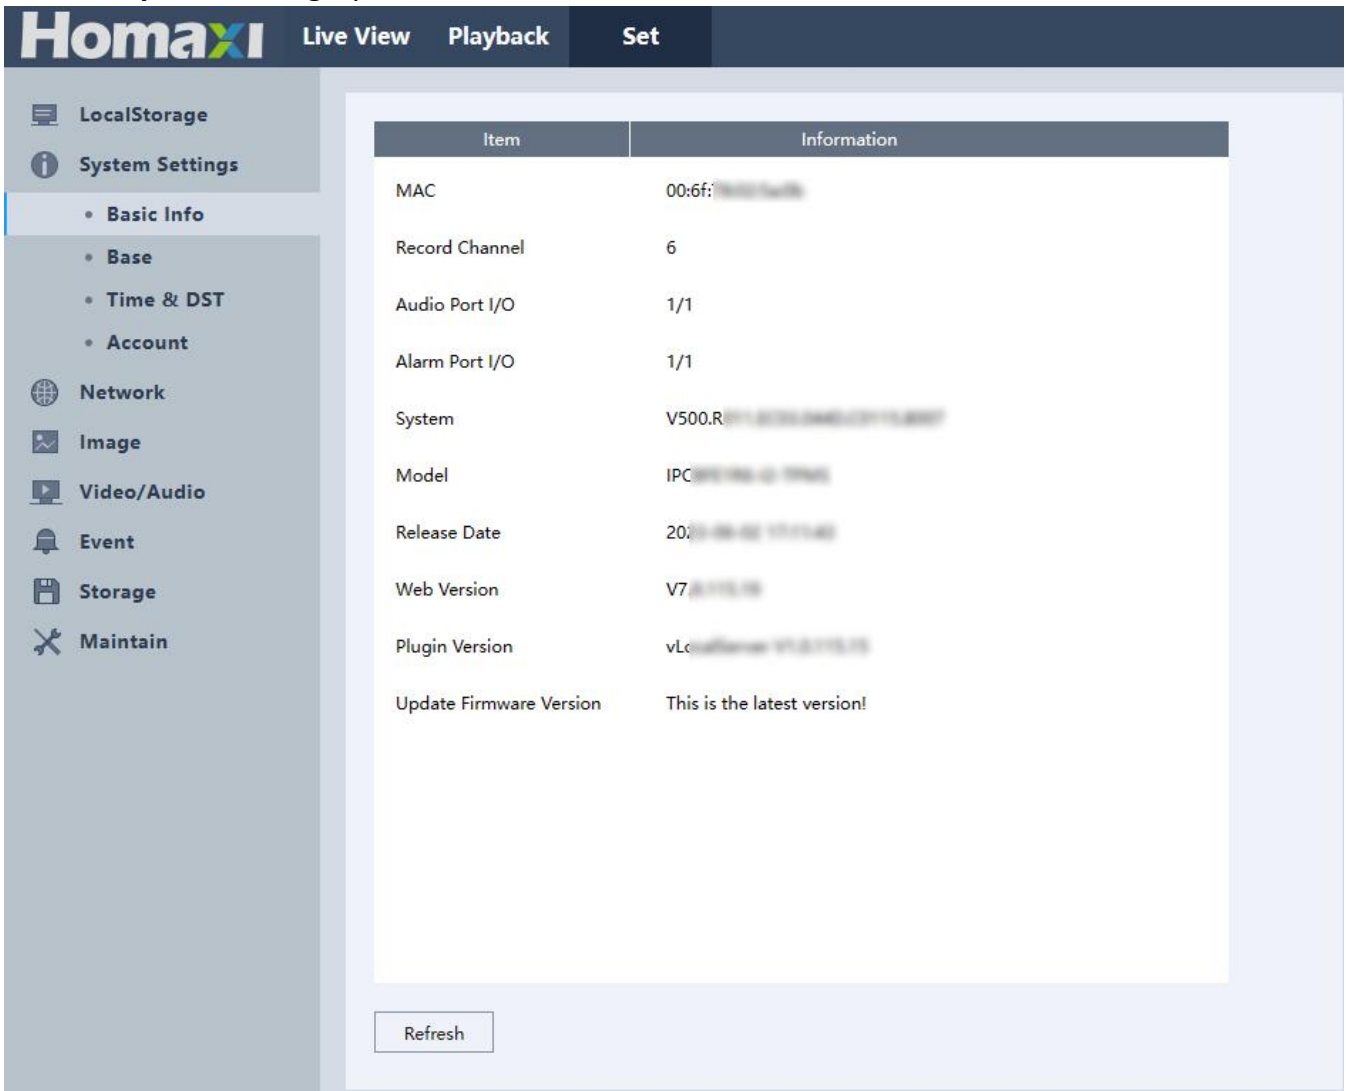 Homaxi Live View Playback Set
LocalStorage
System Settings
• Basic Info
• Base
• Time & DST
• Account
Network
Image
Video/Audio
Event
Storage
Maintain
Item Information
MAC 00:6f:
Record Channel 6
Audio Port I/O 1/1
Alarm Port I/O 1/1
System V500.R
Model IPC
Release Date 202
Web Version V7.
Plugin Version vLo
Update Firmware Version This is the latest version!
Refresh